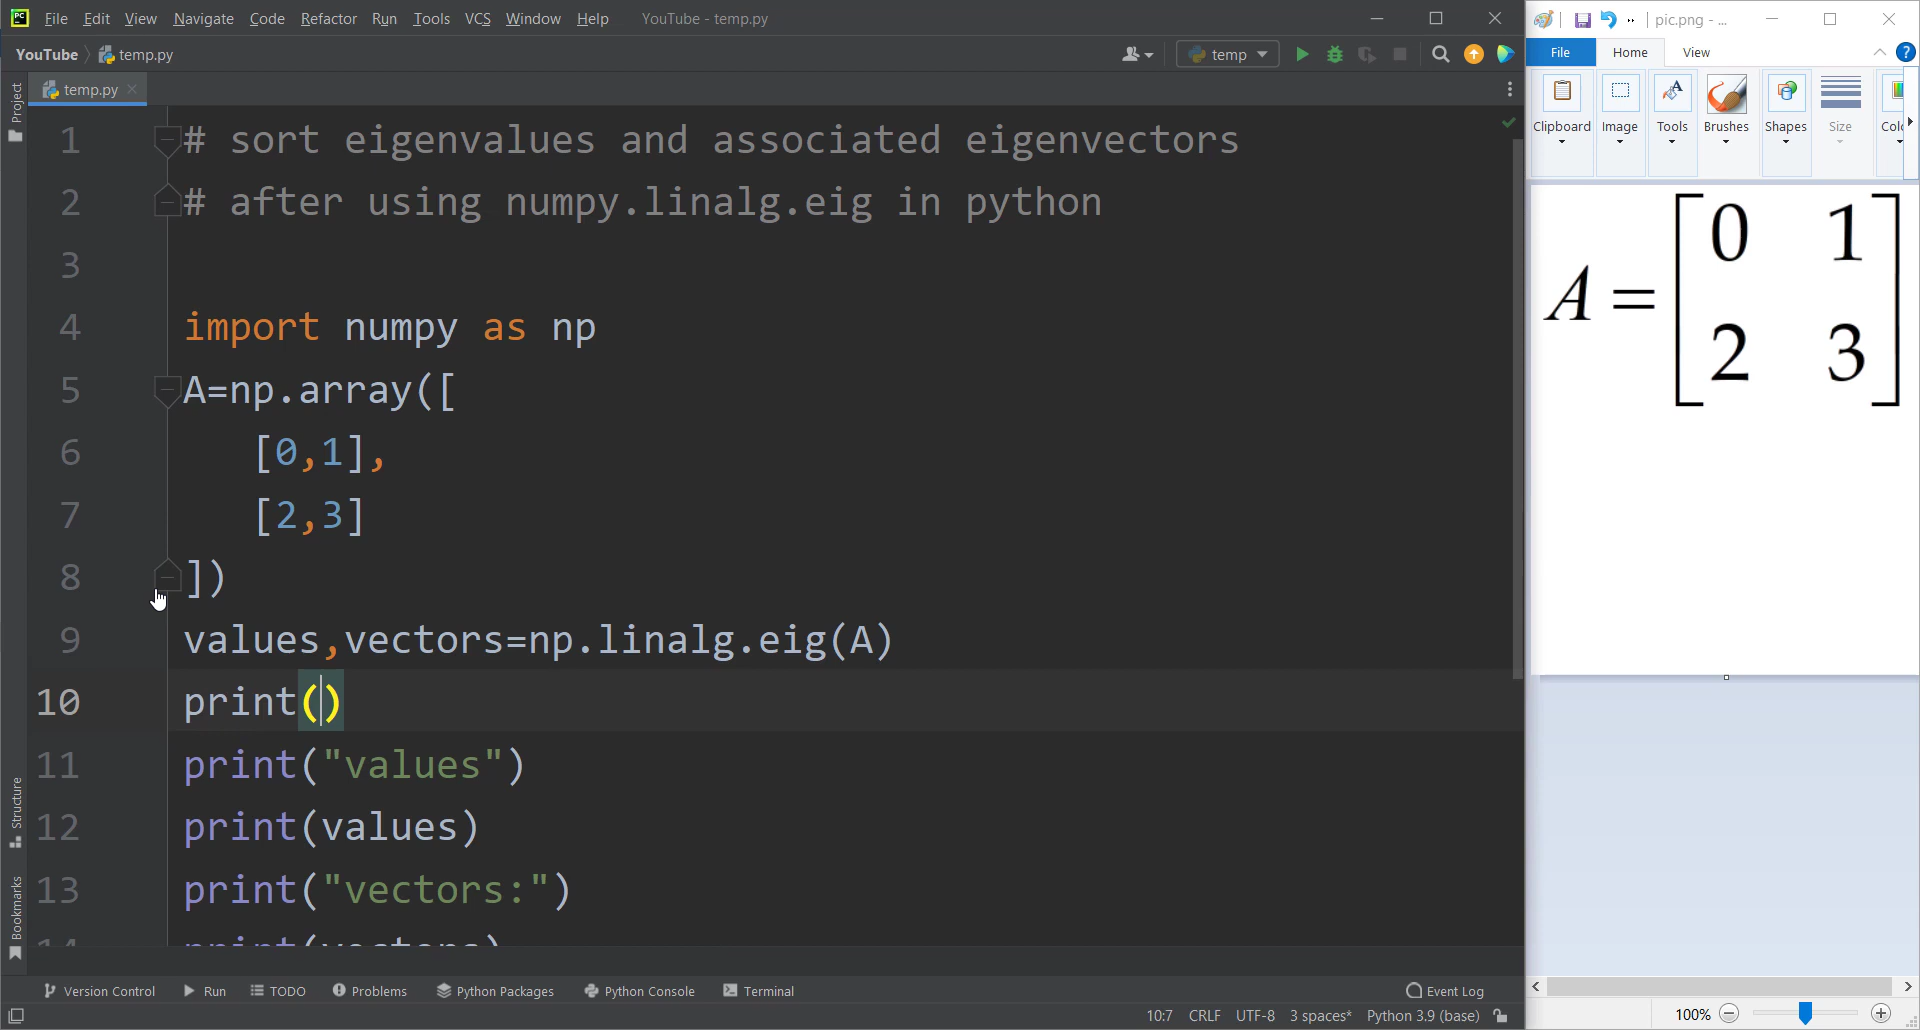 PC File Edit View Navigate Code Refactor Run Tools VCS Window Help YouTube - temp.py
YouTube temp.py temp
temp.py
Project
1 # sort eigenvalues and associated eigenvectors
2 # after using numpy.linalg.eig in python
3
4 import numpy as np
5 A=np.array([
6 [0,1],
7 [2,3]
8 ])
9 values,vectors=np.linalg.eig(A)
10 print()
11 print("values")
12 print(values)
13 print("vectors:")
14 print(vectors)
Structure
Bookmarks
Version Control Run TODO Problems Python Packages Python Console Terminal Event Log
10:7 CRLF UTF-8 3 spaces* Python 3.9 (base)
pic.png - ...
File Home View
Clipboard Image Tools Brushes Shapes Size Colo
A = [0 1
2 3]
100%